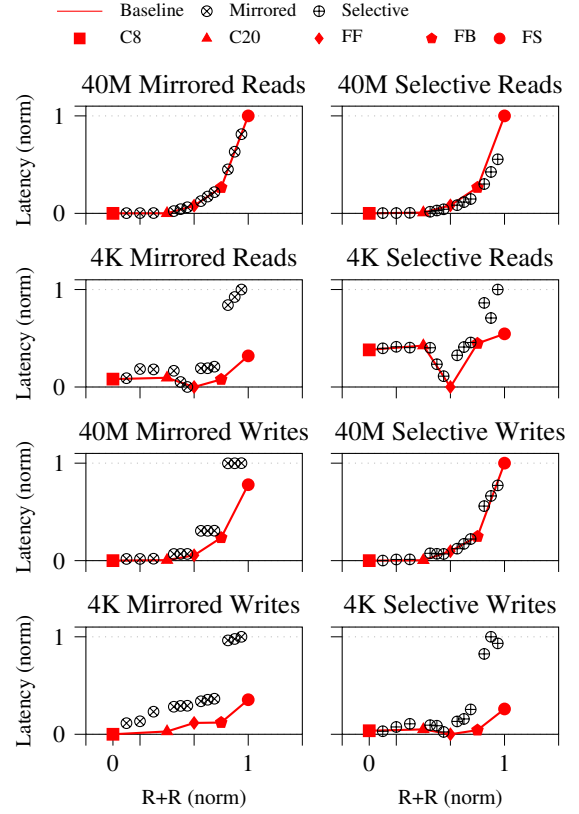 Baseline Mirrored Selective
C8 C20 FF FB FS
40M Mirrored Reads 40M Selective Reads
Latency (norm)
1
0
4K Mirrored Reads 4K Selective Reads
Latency (norm)
1
0
40M Mirrored Writes 40M Selective Writes
Latency (norm)
1
0
4K Mirrored Writes 4K Selective Writes
Latency (norm)
1
0
0 1 0 1
R+R (norm) R+R (norm)